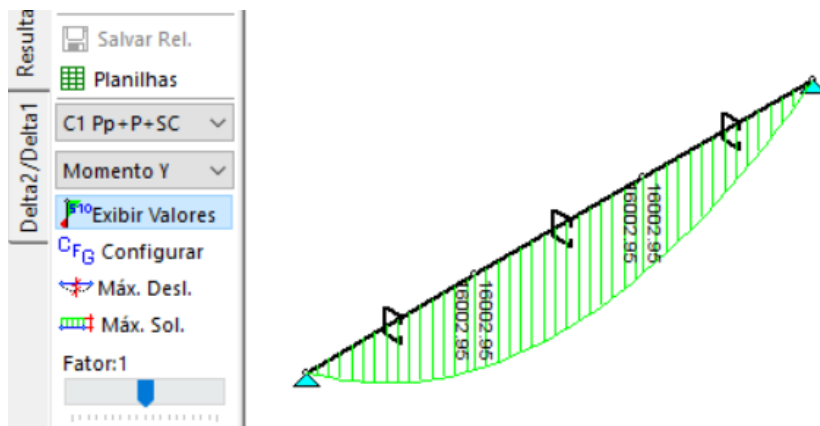 Resulta
Delta2/Delta1
Salvar Rel.
Planilhas
C1 Pp+P+SC
Momento Y
Exibir Valores
CFG Configurar
Máx. Desl.
Máx. Sol.
Fator:1
16002.95
16002.95
16002.95
16002.95